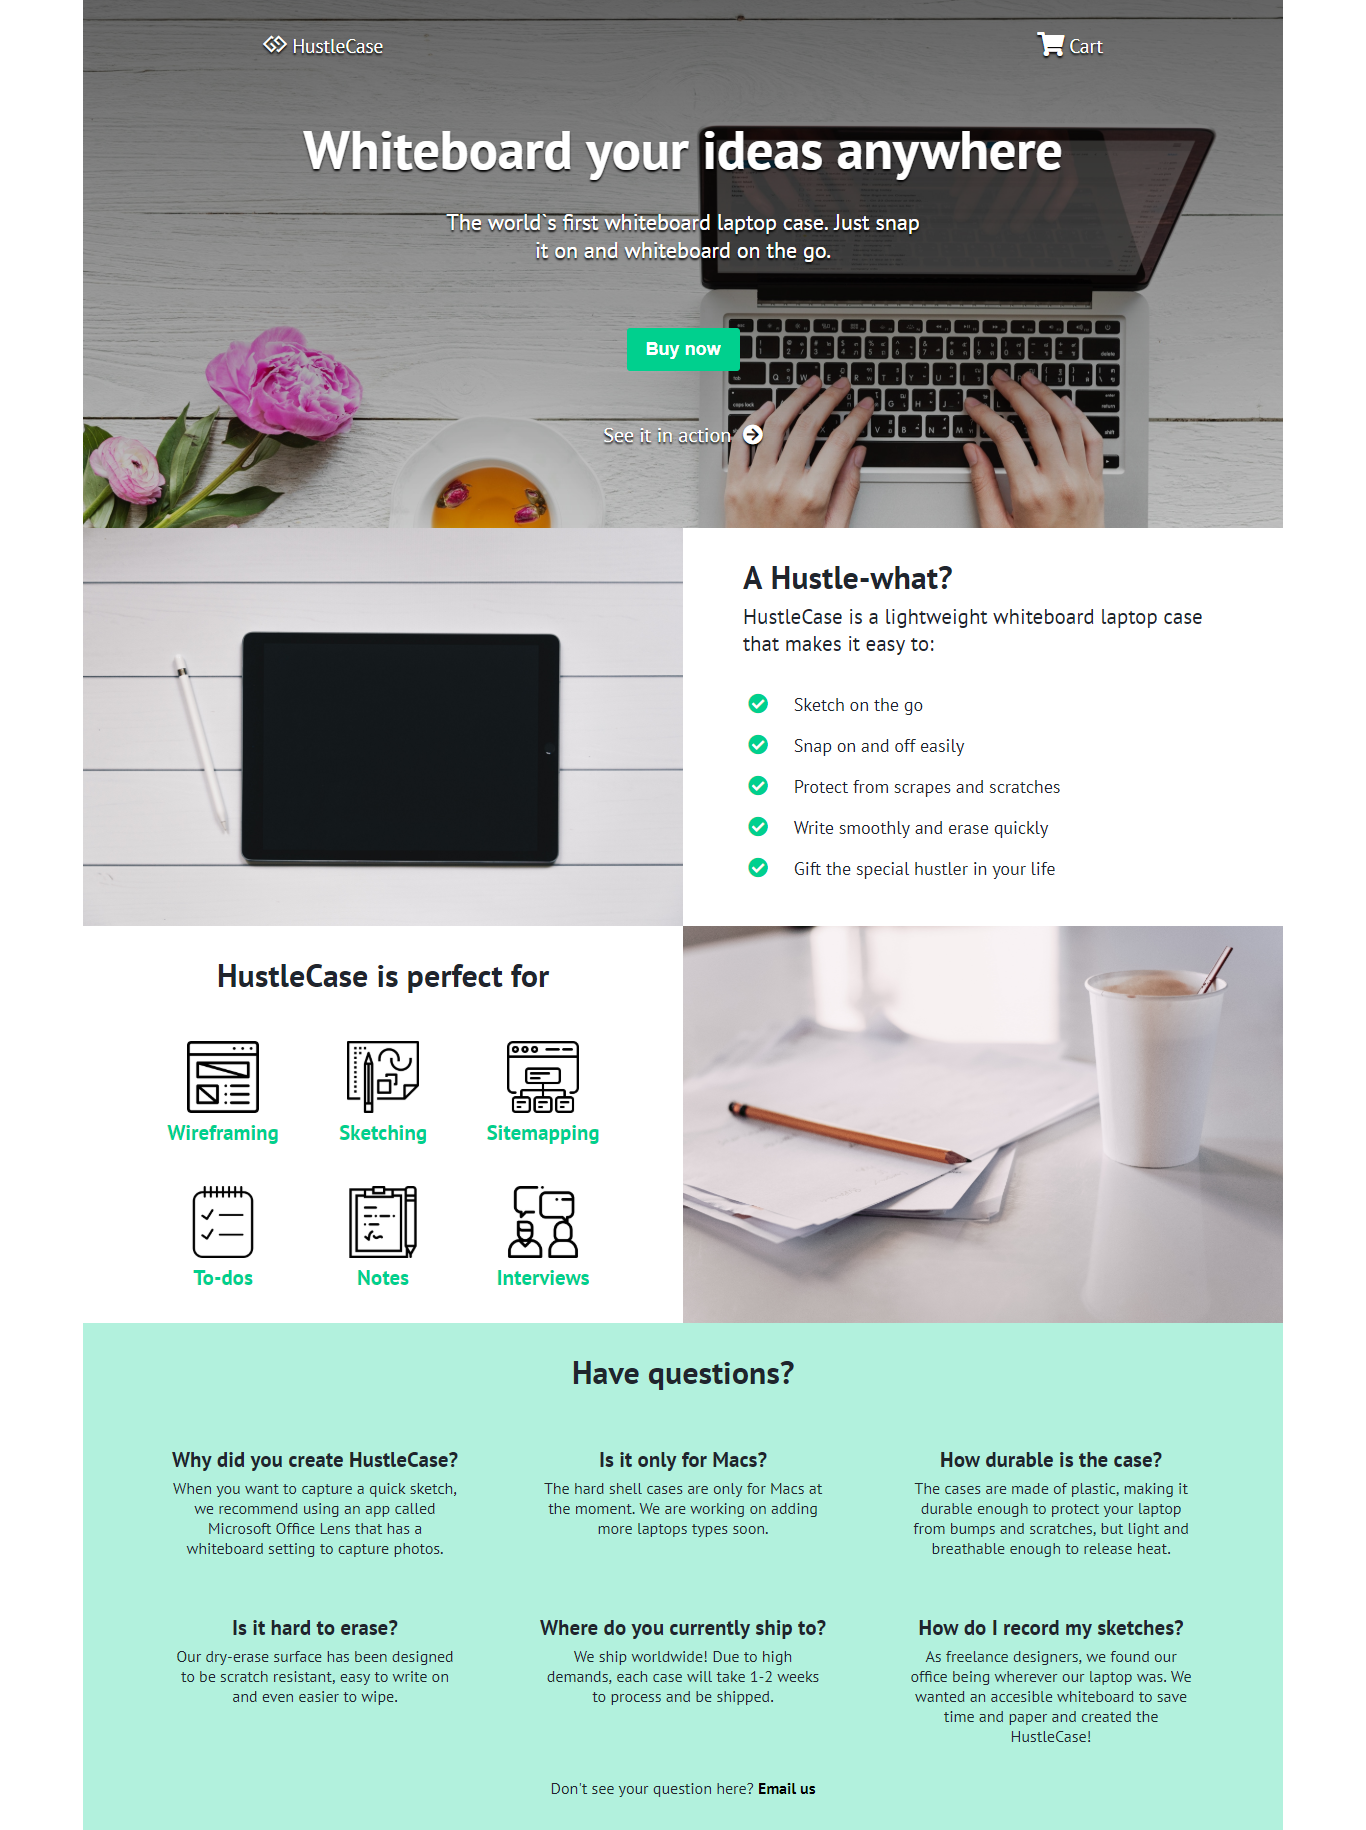 HustleCase
Cart
Whiteboard your ideas anywhere
The world`s first whiteboard laptop case. Just snap
it on and whiteboard on the go.
Buy now
See it in action
A Hustle-what?
HustleCase is a lightweight whiteboard laptop case
that makes it easy to:
Sketch on the go
Snap on and off easily
Protect from scrapes and scratches
Write smoothly and erase quickly
Gift the special hustler in your life
HustleCase is perfect for
Wireframing
Sketching
Sitemapping
To-dos
Notes
Interviews
Have questions?
Why did you create HustleCase?
When you want to capture a quick sketch,
we recommend using an app called
Microsoft Office Lens that has a
whiteboard setting to capture photos.
Is it only for Macs?
The hard shell cases are only for Macs at
the moment. We are working on adding
more laptops types soon.
How durable is the case?
The cases are made of plastic, making it
durable enough to protect your laptop
from bumps and scratches, but light and
breathable enough to release heat.
Is it hard to erase?
Our dry-erase surface has been designed
to be scratch resistant, easy to write on
and even easier to wipe.
Where do you currently ship to?
We ship worldwide! Due to high
demands, each case will take 1-2 weeks
to process and be shipped.
How do I record my sketches?
As freelance designers, we found our
office being wherever our laptop was. We
wanted an accesible whiteboard to save
time and paper and created the
HustleCase!
Don't see your question here? Email us